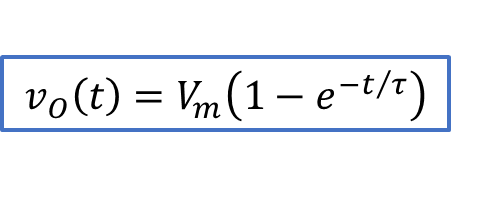 v_O(t) = V_m(1 − e^{−t/τ})